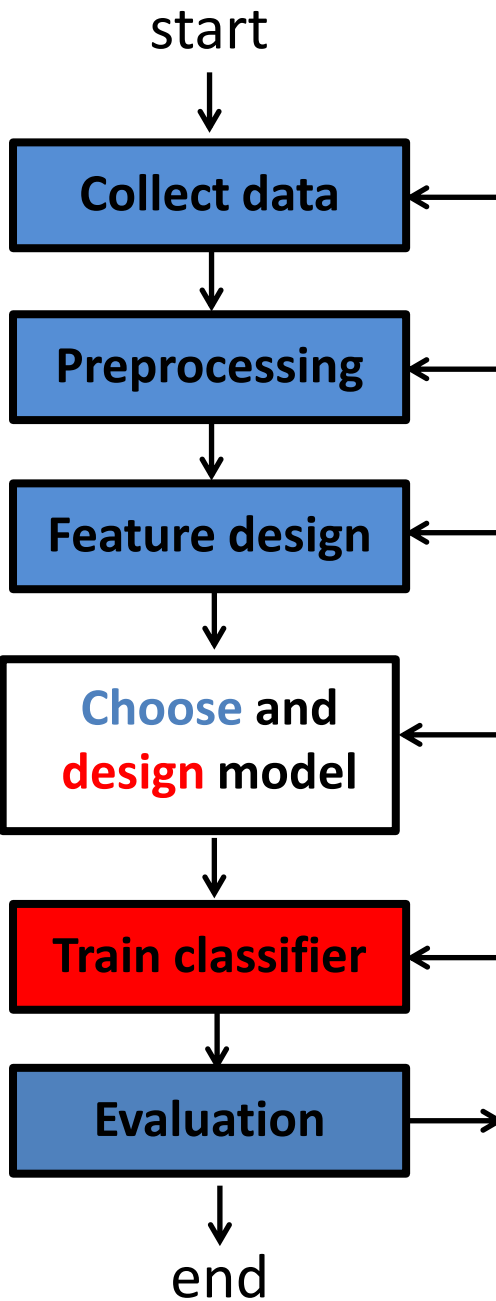 start
Collect data
Preprocessing
Feature design
Choose and
design model
Train classifier
Evaluation
end